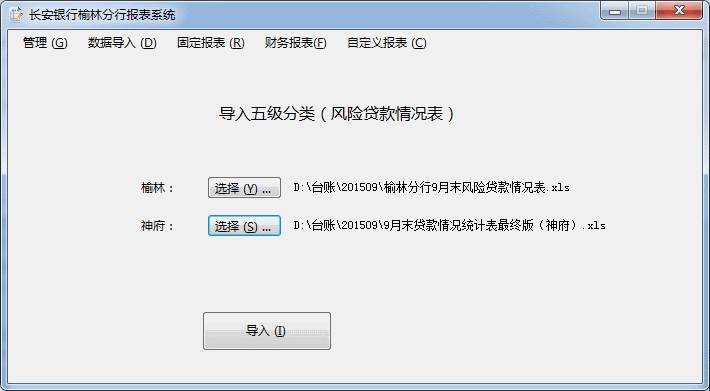 长安银行榆林分行报表系统
管理 (G) 数据导入 (D) 固定报表 (R) 财务报表(F) 自定义报表 (C)
导入五级分类（风险贷款情况表）
榆林： 选择 (Y) ... D:\台账\201509\榆林分行9月末风险贷款情况表.xls
神府： 选择 (S) ... D:\台账\201509\9月末贷款情况统计表最终版（神府）.xls
导入 (I)